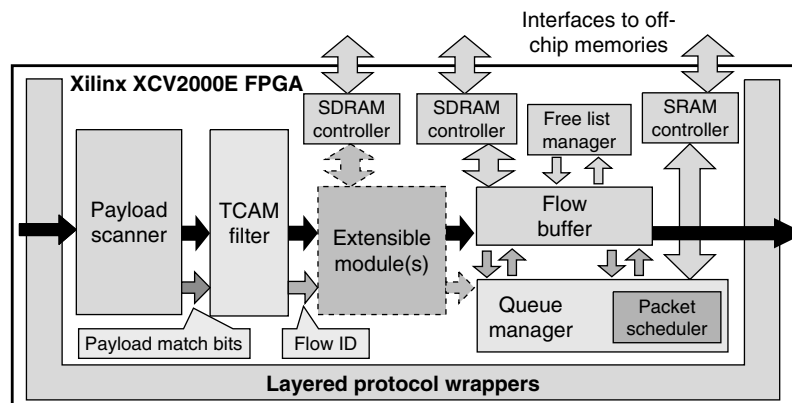 Interfaces to off-
chip memories
Xilinx XCV2000E FPGA
SDRAM
controller
SDRAM
controller
Free list
manager
SRAM
controller
Payload
scanner
TCAM
filter
Extensible
module(s)
Flow
buffer
Queue
manager
Packet
scheduler
Payload match bits
Flow ID
Layered protocol wrappers